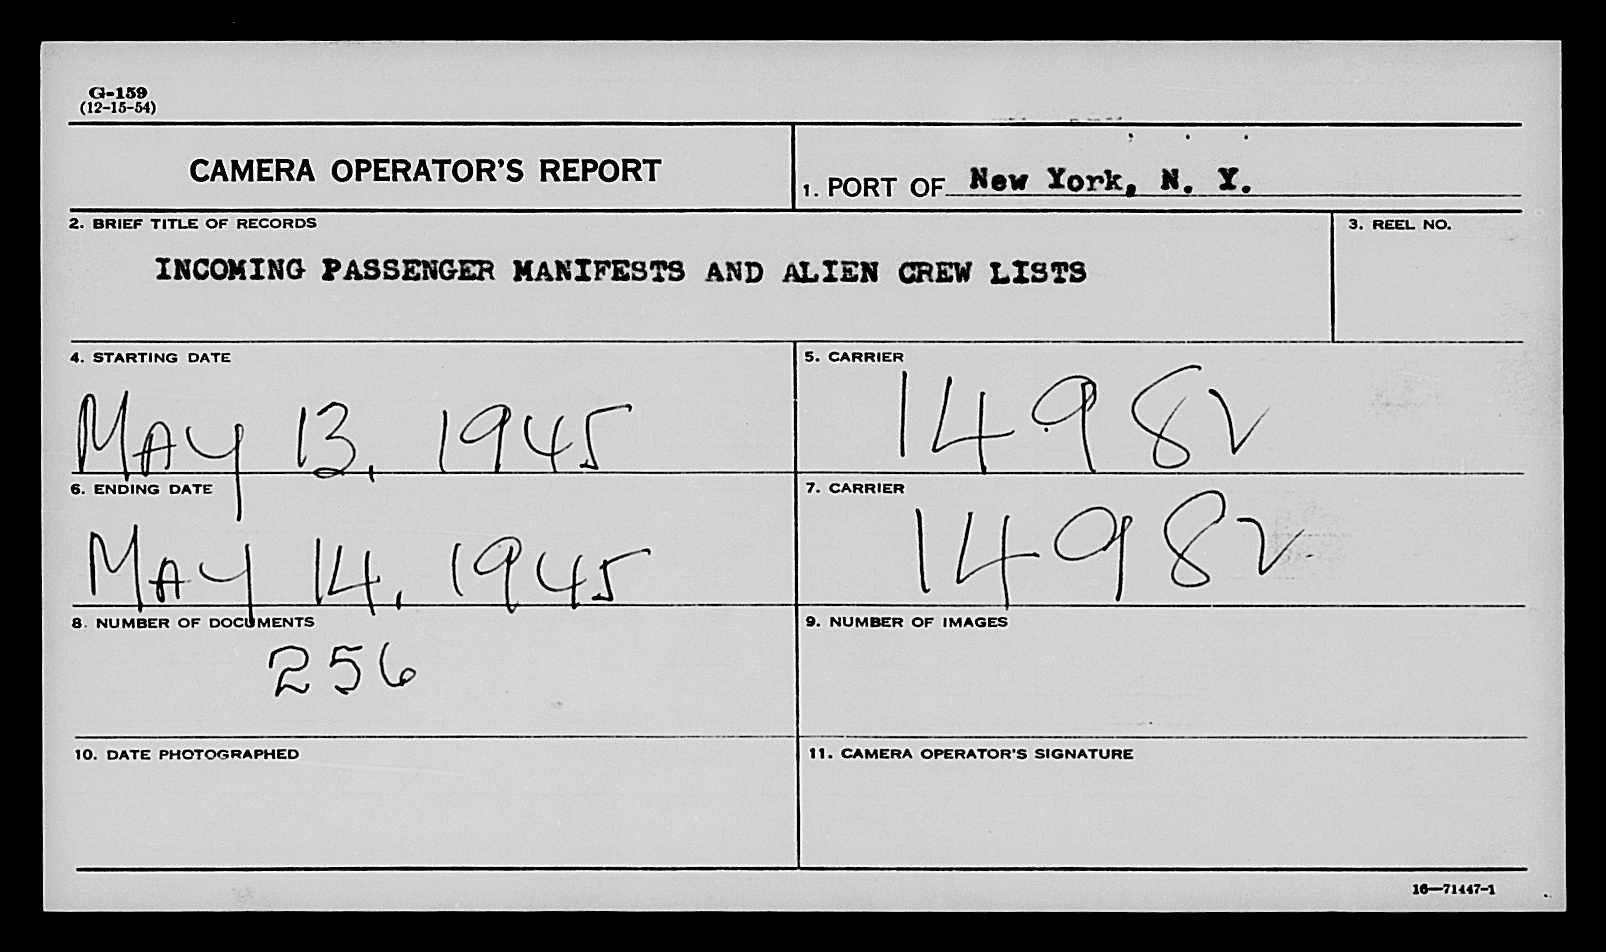 G-159
(12-15-54)
CAMERA OPERATOR'S REPORT
1. PORT OF New York, N. Y.
2. BRIEF TITLE OF RECORDS
INCOMING PASSENGER MANIFESTS AND ALIEN CREW LISTS
3. REEL NO.
4. STARTING DATE
MAY 13, 1945
5. CARRIER
1498 ✓
6. ENDING DATE
MAY 14, 1945
7. CARRIER
1498 ✓
8. NUMBER OF DOCUMENTS
256
9. NUMBER OF IMAGES
10. DATE PHOTOGRAPHED
11. CAMERA OPERATOR'S SIGNATURE
16—71447-1